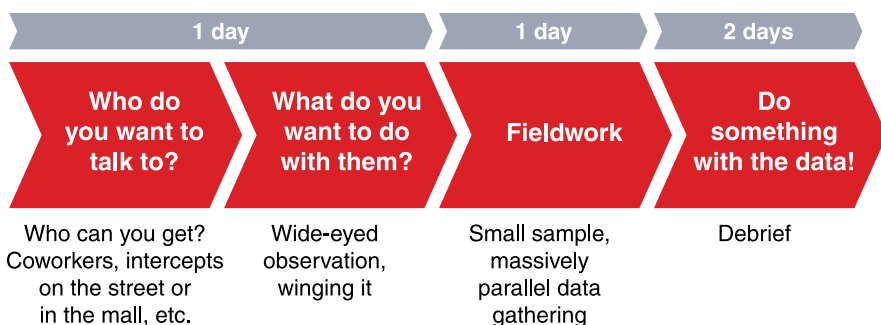 1 day
1 day
2 days
Who do
you want to
talk to?
What do you
want to do
with them?
Fieldwork
Do
something
with the data!
Who can you get?
Coworkers, intercepts
on the street or
in the mall, etc.
Wide-eyed
observation,
winging it
Small sample,
massively
parallel data
gathering
Debrief